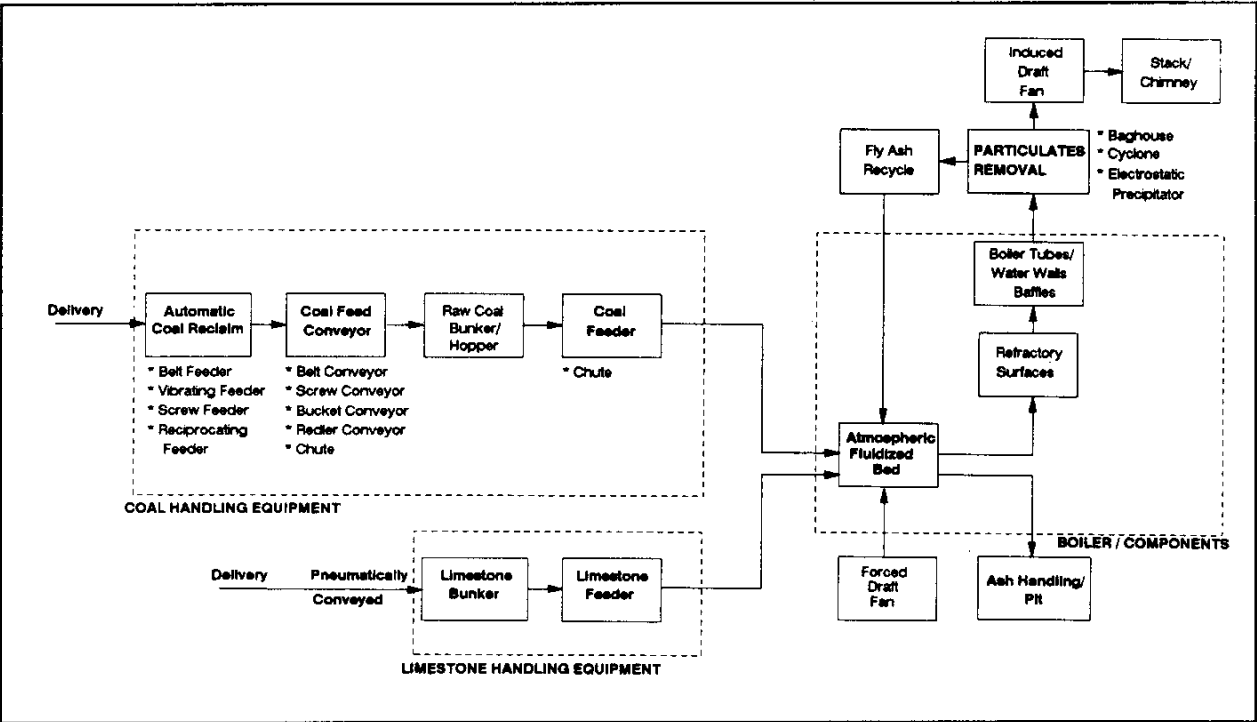 Induced
Draft
Fan
Stack/
Chimney
Fly Ash
Recycle
PARTICULATES
REMOVAL
* Baghouse
* Cyclone
* Electrostatic
Precipitator
Boiler Tubes/
Water Walls
Baffles
Refractory
Surfaces
Delivery
Automatic
Coal Reclaim
Coal Feed
Conveyor
Raw Coal
Bunker/
Hopper
Coal
Feeder
* Belt Feeder
* Vibrating Feeder
* Screw Feeder
* Reciprocating
Feeder
* Belt Conveyor
* Screw Conveyor
* Bucket Conveyor
* Redler Conveyor
* Chute
* Chute
Atmospheric
Fluidized
Bed
COAL HANDLING EQUIPMENT
BOILER / COMPONENTS
Delivery
Pneumatically
Conveyed
Limestone
Bunker
Limestone
Feeder
Forced
Draft
Fan
Ash Handling/
Pit
LIMESTONE HANDLING EQUIPMENT